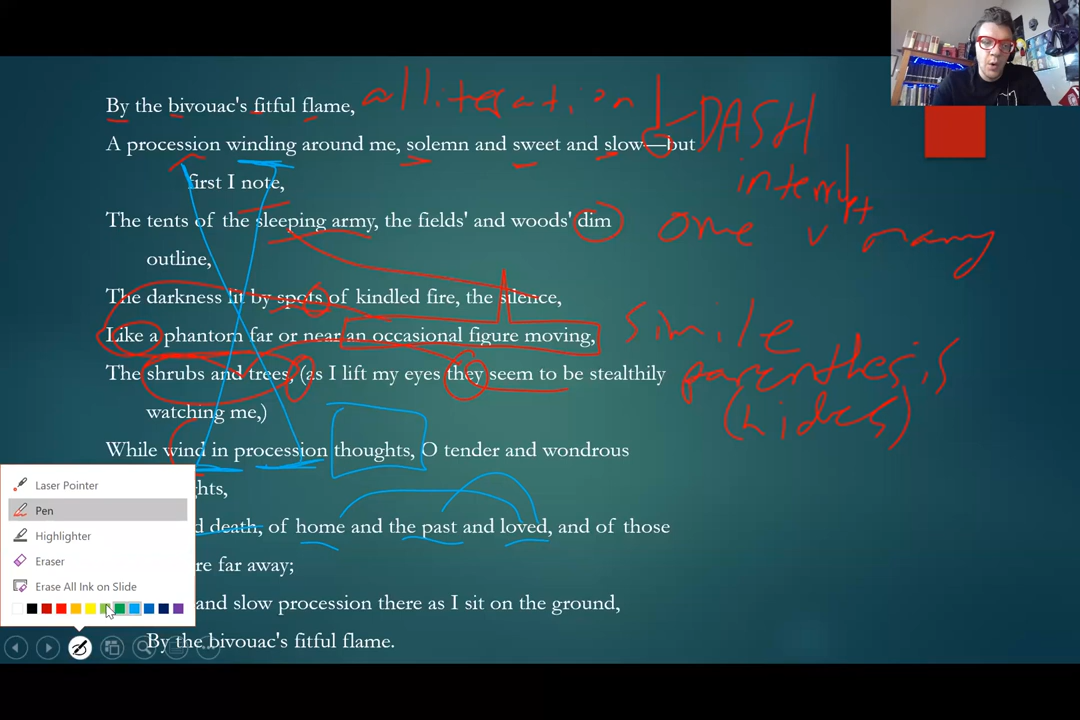 By the bivouac's fitful flame, alliteration
A procession winding around me, solemn and sweet and slow—but DASH
first I note, interrupt
The tents of the sleeping army, the fields' and woods' dim one v many
outline,
The darkness lit by spots of kindled fire, the silence,
Like a phantom far or near an occasional figure moving, simile
The shrubs and trees, (as I lift my eyes they seem to be stealthily parenthesis
watching me,) (hides)
While wind in procession thoughts, O tender and wondrous
Laser Pointer
ghts,
Pen
d death, of home and the past and loved, and of those
Highlighter
Eraser
re far away;
Erase All Ink on Slide
and slow procession there as I sit on the ground,
By the bivouac's fitful flame.